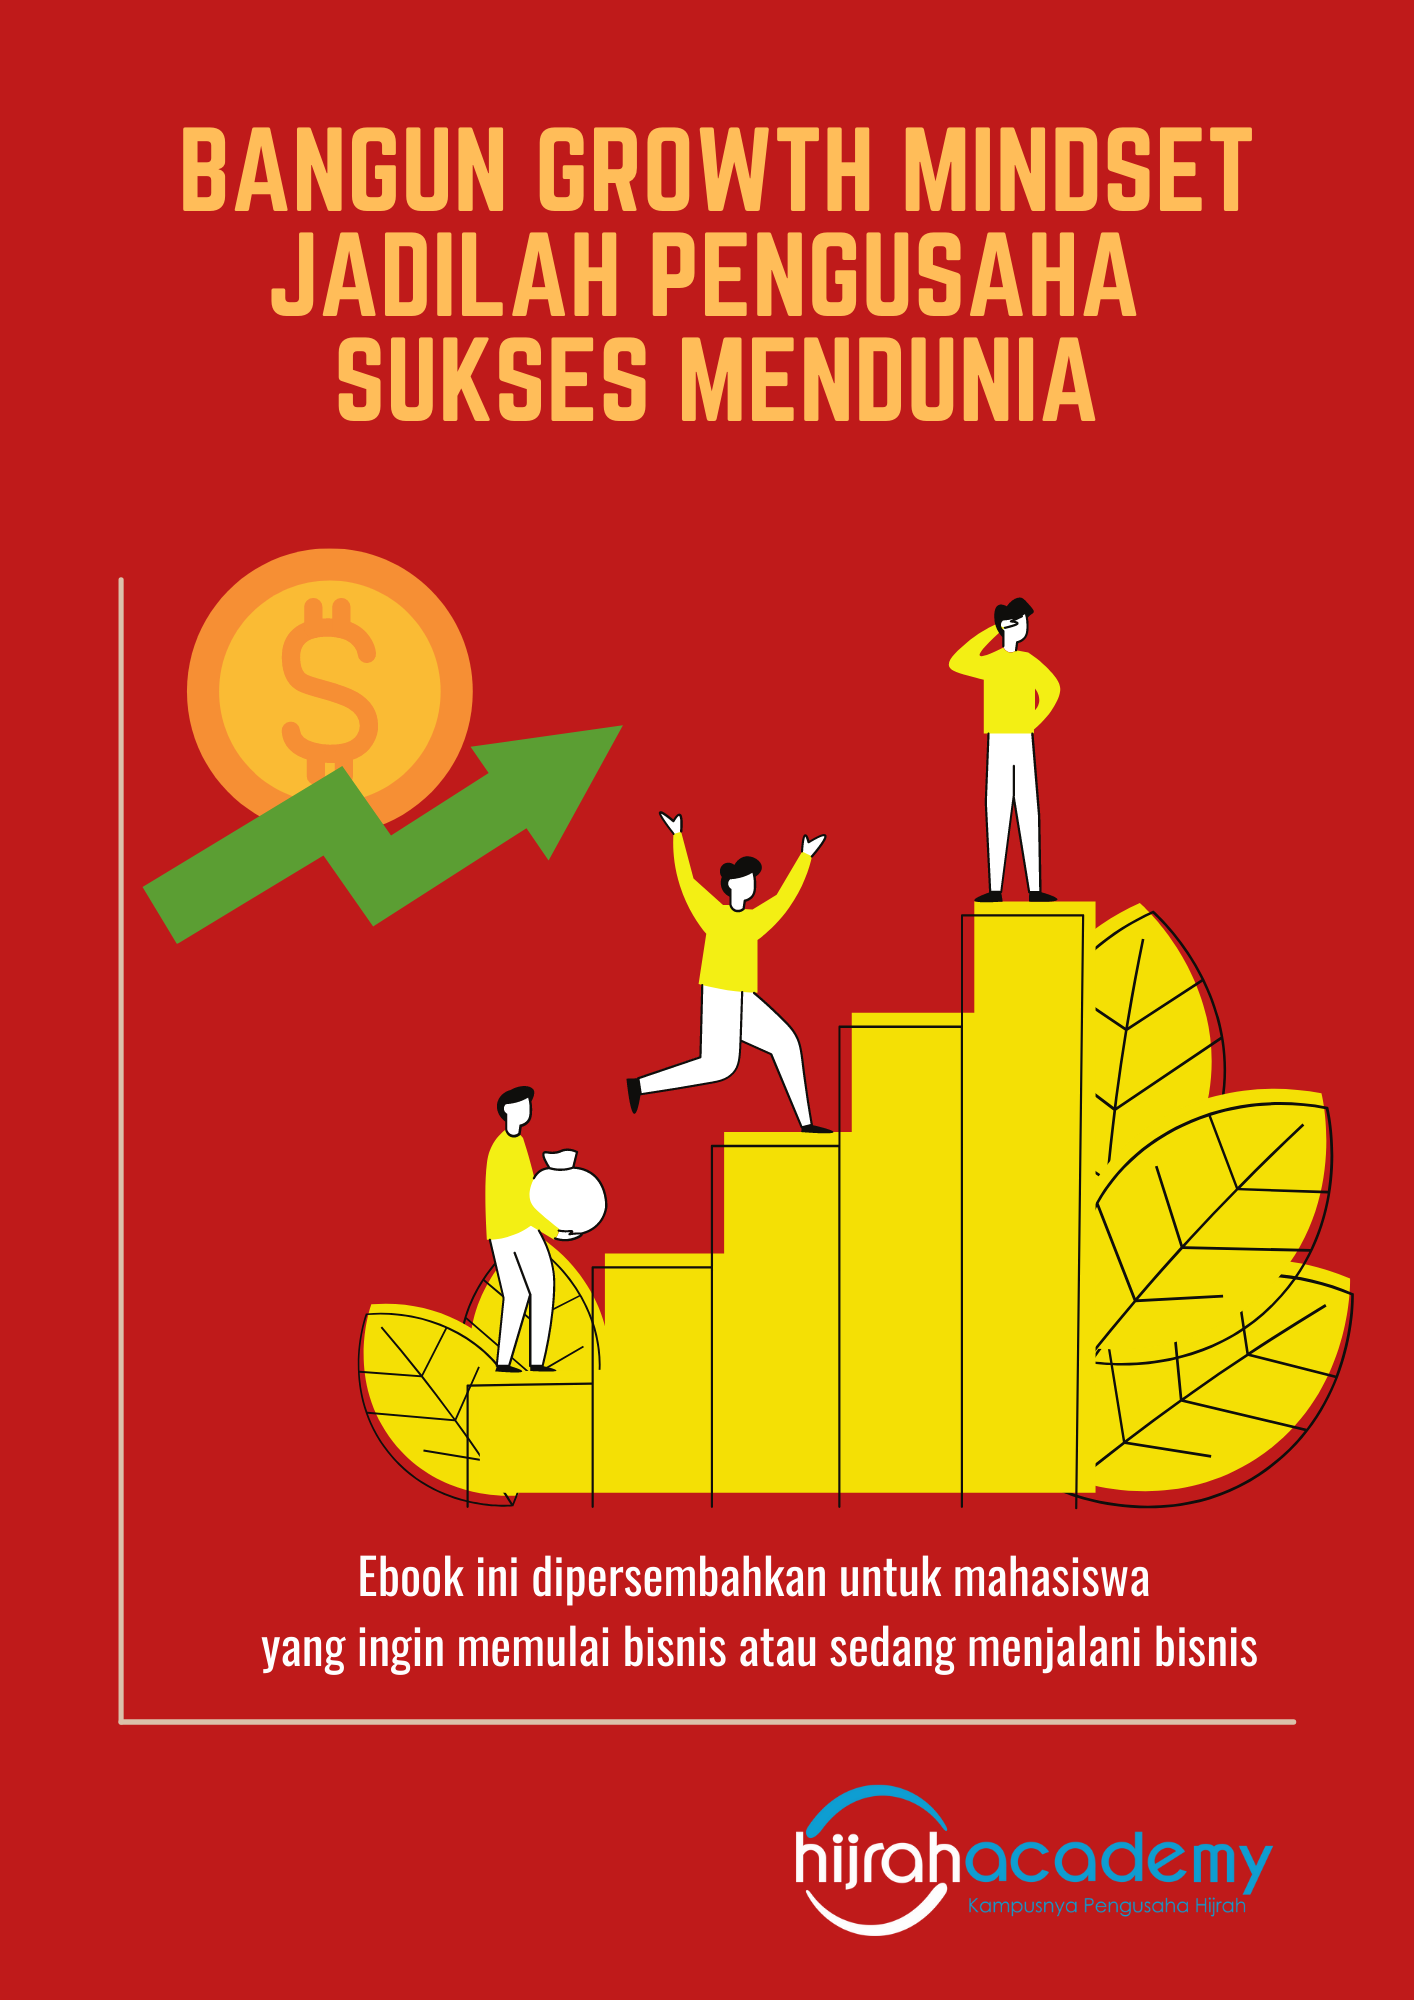 BANGUN GROWTH MINDSET
JADILAH PENGUSAHA
SUKSES MENDUNIA
$
Ebook ini dipersembahkan untuk mahasiswa
yang ingin memulai bisnis atau sedang menjalani bisnis
hijrahacademy
Kampusnya Pengusaha Hijrah